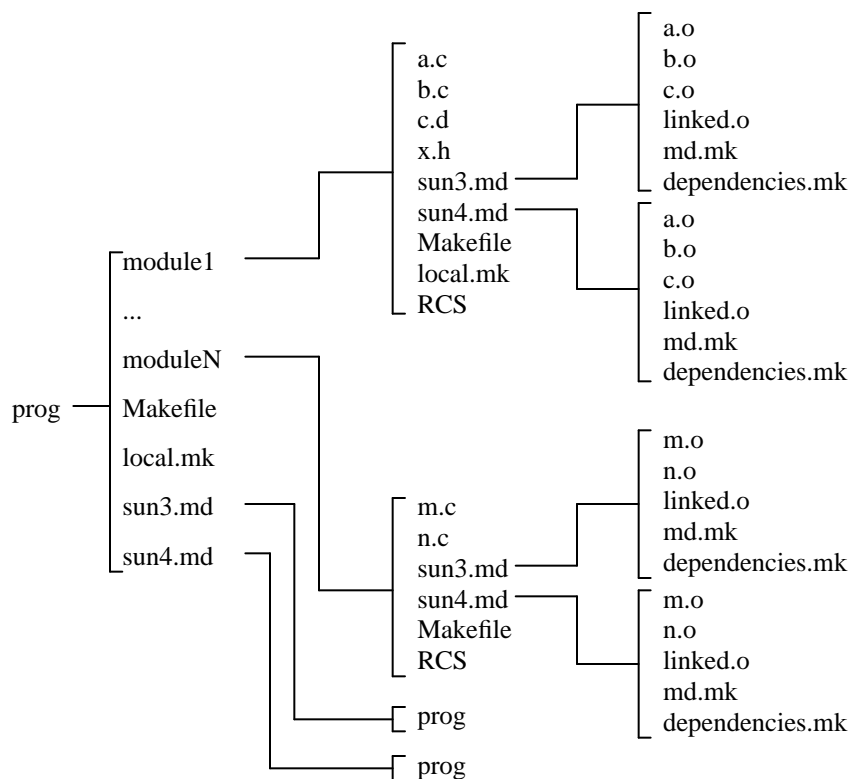 prog
module1
...
moduleN
Makefile
local.mk
sun3.md
sun4.md
a.c
b.c
c.d
x.h
sun3.md
sun4.md
Makefile
local.mk
RCS
a.o
b.o
c.o
linked.o
md.mk
dependencies.mk
a.o
b.o
c.o
linked.o
md.mk
dependencies.mk
m.c
n.c
sun3.md
sun4.md
Makefile
RCS
m.o
n.o
linked.o
md.mk
dependencies.mk
m.o
n.o
linked.o
md.mk
dependencies.mk
prog
prog